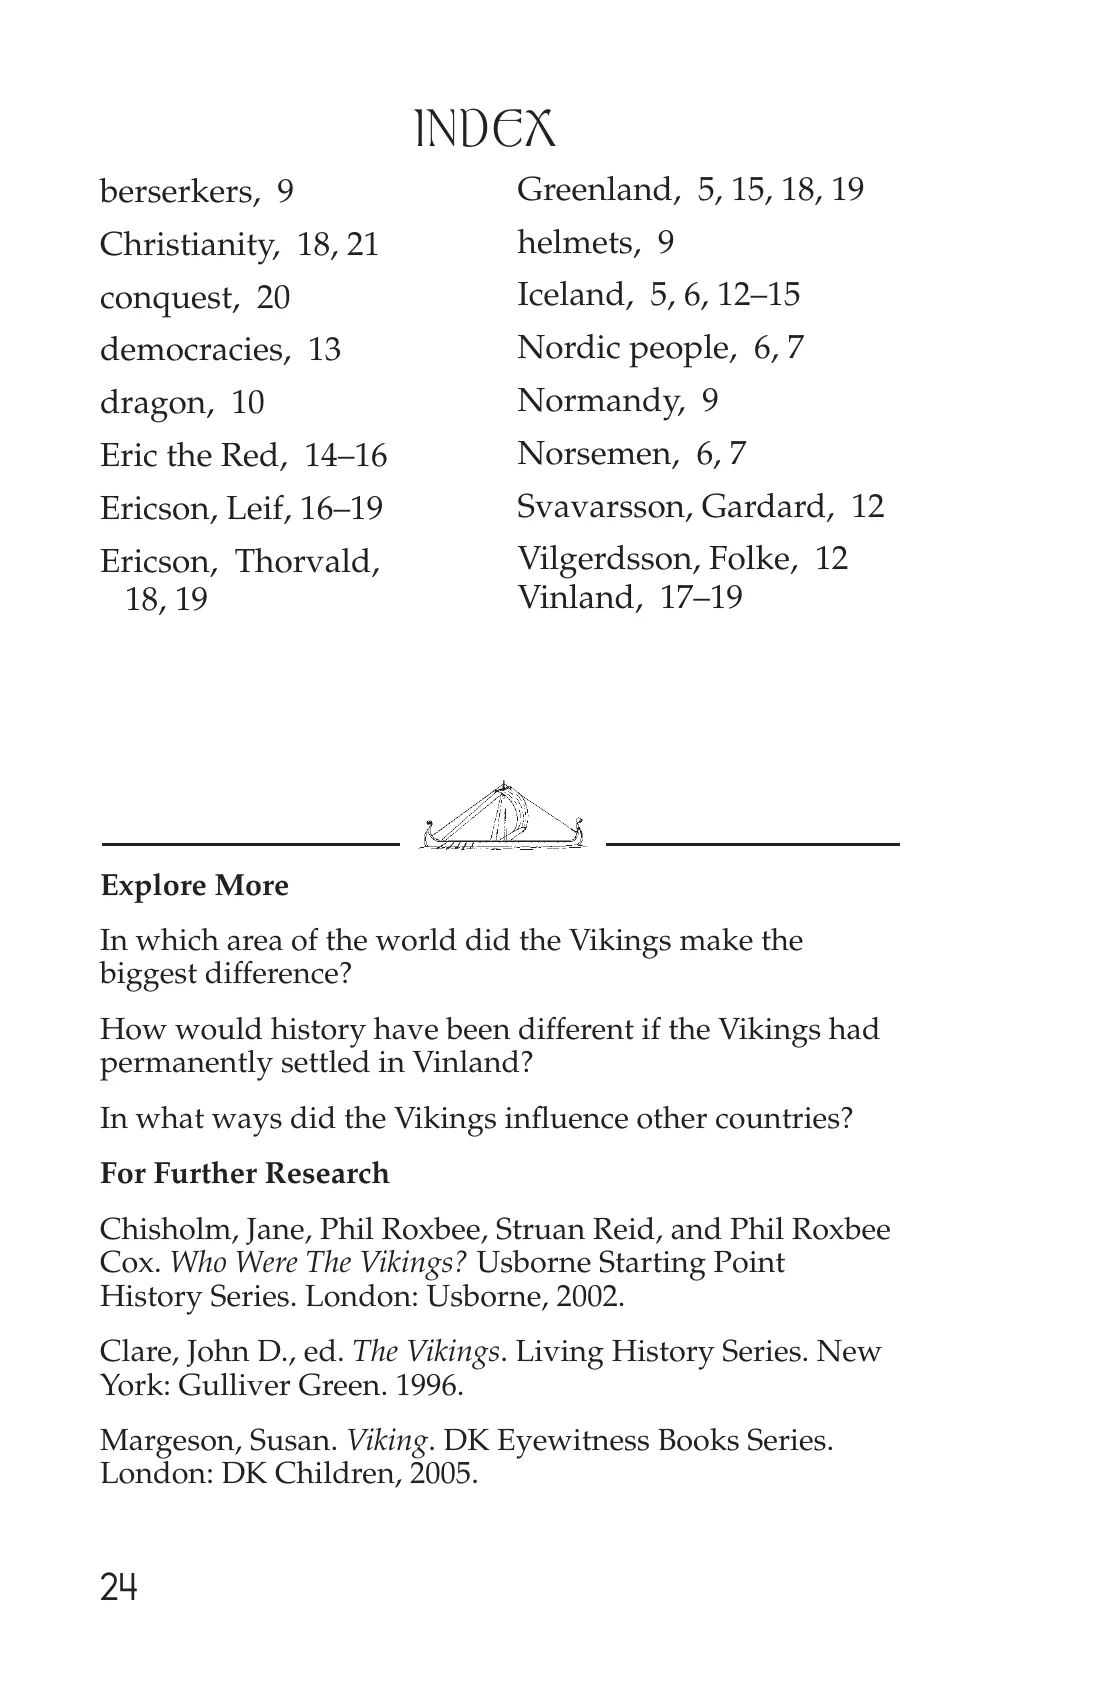 INDEX
berserkers, 9
Christianity, 18, 21
conquest, 20
democracies, 13
dragon, 10
Eric the Red, 14–16
Ericson, Leif, 16–19
Ericson, Thorvald,
18, 19
Greenland, 5, 15, 18, 19
helmets, 9
Iceland, 5, 6, 12–15
Nordic people, 6, 7
Normandy, 9
Norsemen, 6, 7
Svavarsson, Gardard, 12
Vilgerdsson, Folke, 12
Vinland, 17–19
Explore More
In which area of the world did the Vikings make the
biggest difference?
How would history have been different if the Vikings had
permanently settled in Vinland?
In what ways did the Vikings influence other countries?
For Further Research
Chisholm, Jane, Phil Roxbee, Struan Reid, and Phil Roxbee
Cox. Who Were The Vikings? Usborne Starting Point
History Series. London: Usborne, 2002.
Clare, John D., ed. The Vikings. Living History Series. New
York: Gulliver Green. 1996.
Margeson, Susan. Viking. DK Eyewitness Books Series.
London: DK Children, 2005.
24